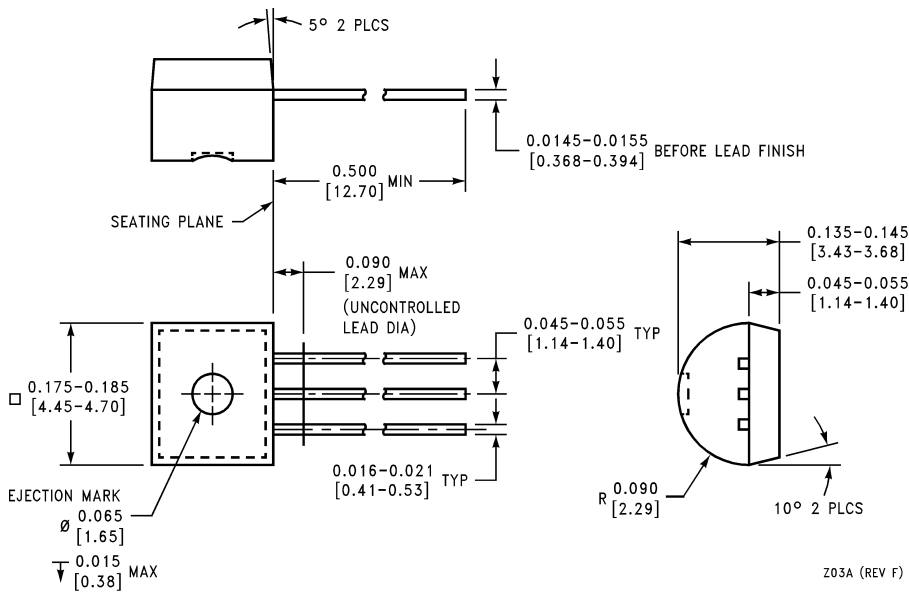 5° 2 PLCS
0.0145–0.0155
[0.368–0.394] BEFORE LEAD FINISH
0.500
[12.70] MIN
SEATING PLANE
0.135–0.145
[3.43–3.68]
0.090
[2.29] MAX
(UNCONTROLLED
LEAD DIA)
0.045–0.055
[1.14–1.40]
0.045–0.055
[1.14–1.40] TYP
□ 0.175–0.185
[4.45–4.70]
0.016–0.021
[0.41–0.53] TYP
EJECTION MARK
Ø 0.065
[1.65]
0.015
[0.38] MAX
R 0.090
[2.29]
10° 2 PLCS
Z03A (REV F)